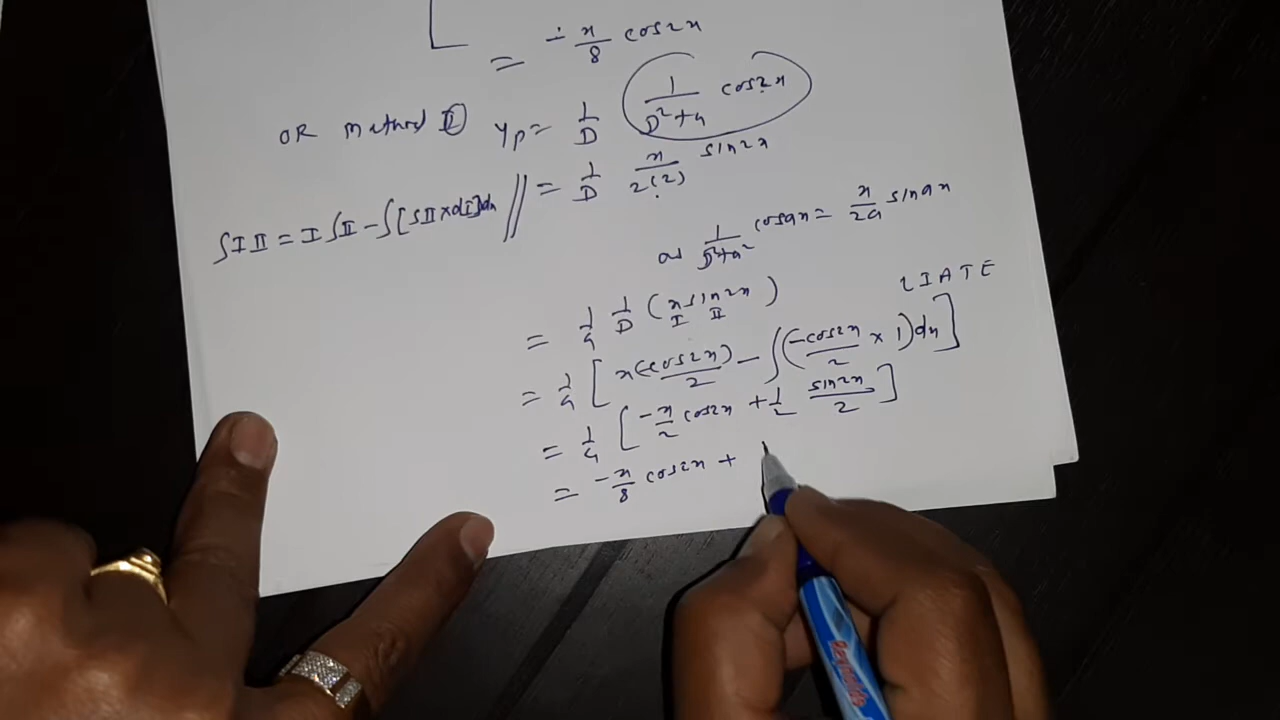 = - x/8 cos2x
OR Method II yp = 1/D 1/(D²+4) cos2x
= 1/D x/2(2) sin2x
∫I II = I ∫II - ∫[∫II × dI]dx
as 1/(D²+a²) cosax = x/2a sinax
LIATE
= 1/4 1/D (x sin2x)
I II
= 1/4 [x(-cos2x)/2 - ∫(-cos2x/2 × 1)dx]
= 1/4 [-x/2 cos2x + 1/2 sin2x/2]
= -x/8 cos2x +